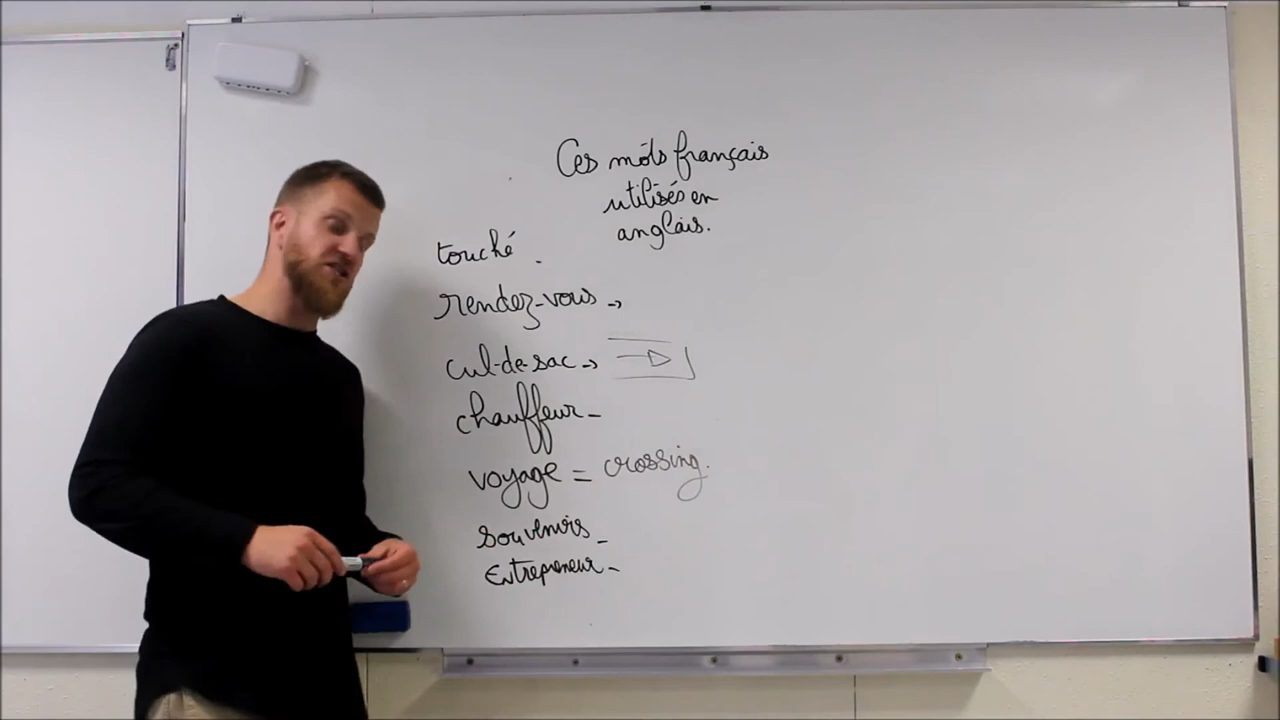 Ces mots français
utilisés en
anglais.
touché.
rendez-vous →
cul-de-sac →
chauffeur -
voyage = crossing.
souvenirs -
Entrepreneur -